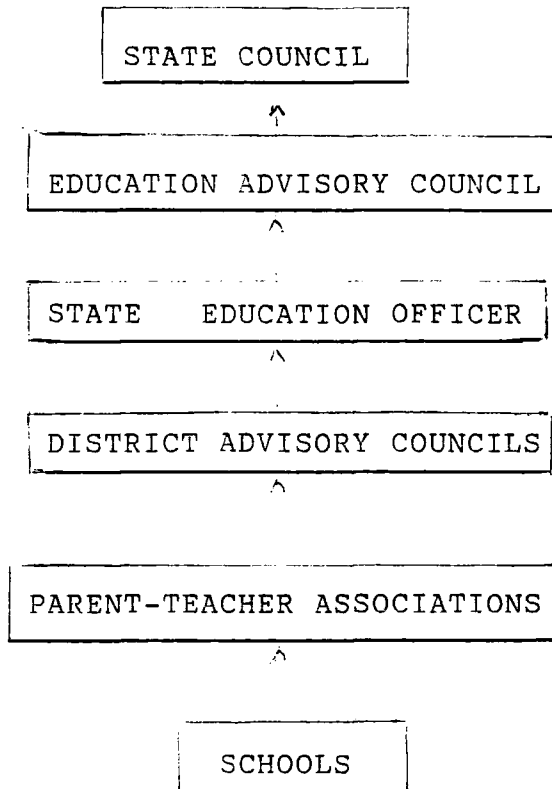 STATE COUNCIL
EDUCATION ADVISORY COUNCIL
STATE EDUCATION OFFICER
DISTRICT ADVISORY COUNCILS
PARENT-TEACHER ASSOCIATIONS
SCHOOLS